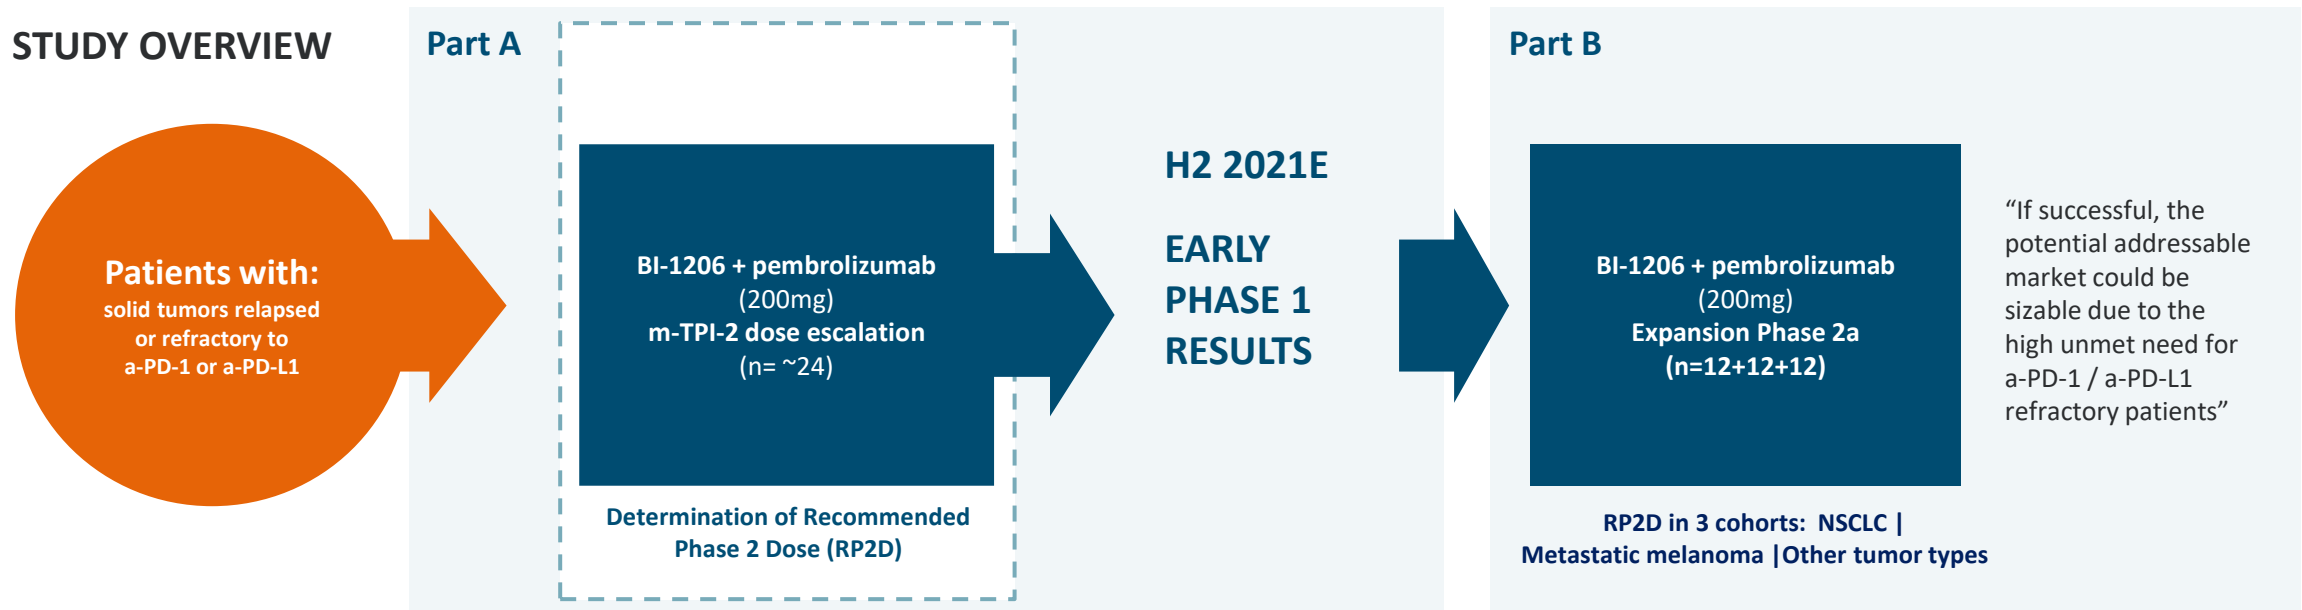 STUDY OVERVIEW
Patients with:
solid tumors relapsed
or refractory to
a-PD-1 or a-PD-L1
Part A
BI-1206 + pembrolizumab
(200mg)
m-TPI-2 dose escalation
(n= ~24)
Determination of Recommended
Phase 2 Dose (RP2D)
H2 2021E
EARLY
PHASE 1
RESULTS
Part B
BI-1206 + pembrolizumab
(200mg)
Expansion Phase 2a
(n=12+12+12)
RP2D in 3 cohorts:  NSCLC |
Metastatic melanoma |Other tumor types
“If successful, the
potential addressable
market could be
sizable due to the
high unmet need for
a-PD-1 / a-PD-L1
refractory patients”